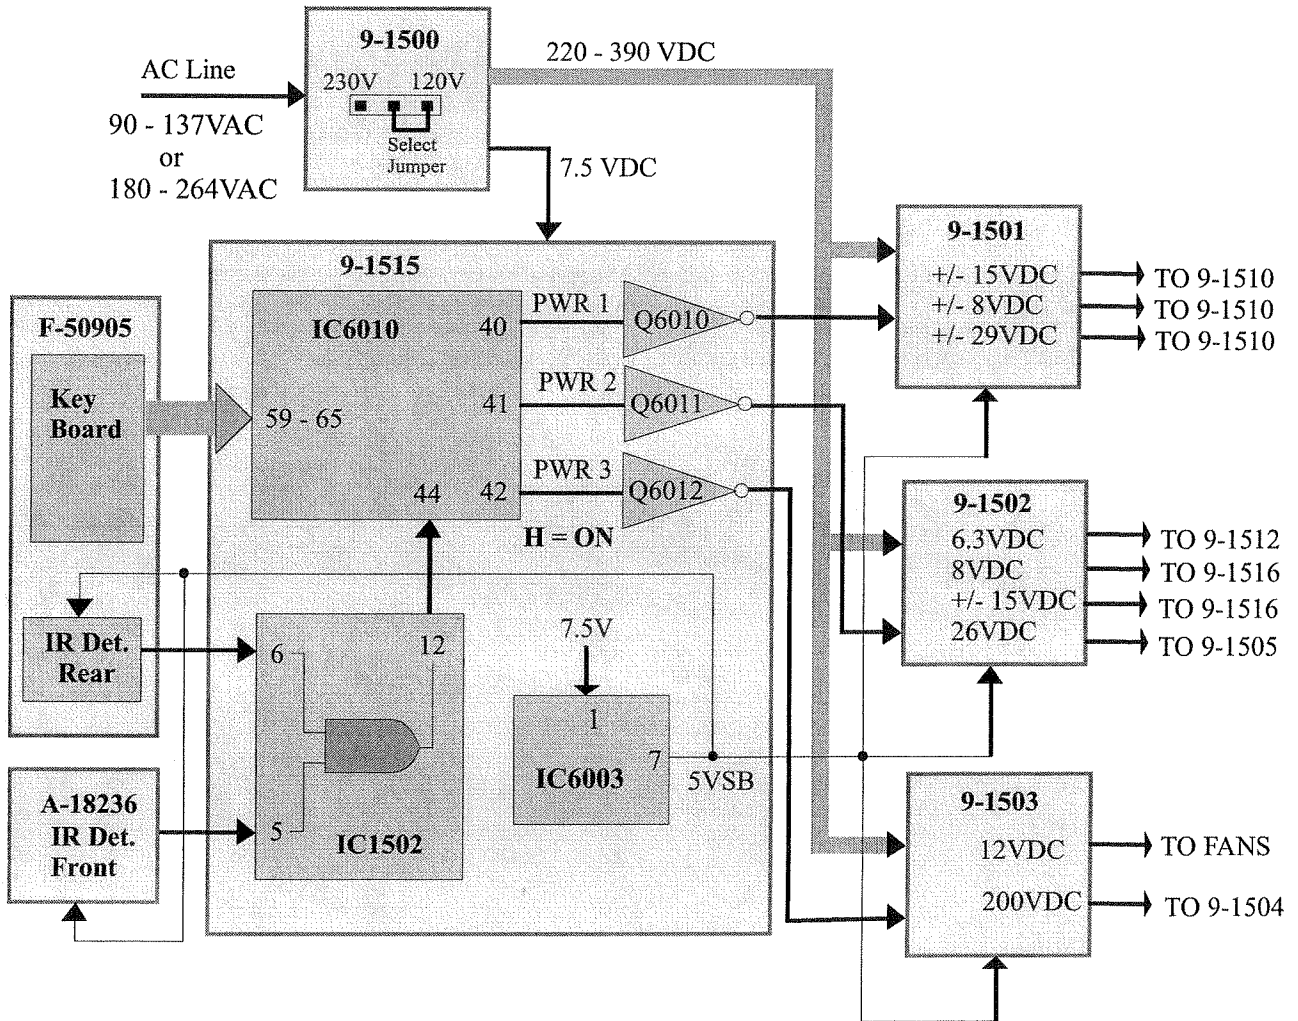 9-1500
220 - 390 VDC
AC Line
230V 120V
90 - 137VAC
or
180 - 264VAC
Select
Jumper
7.5 VDC
9-1501
+/- 15VDC
TO 9-1510
+/- 8VDC
TO 9-1510
+/- 29VDC
TO 9-1510
9-1515
IC6010
40
PWR 1
Q6010
F-50905
Key
Board
59 - 65
41
PWR 2
Q6011
44
42
PWR 3
Q6012
H = ON
9-1502
6.3VDC
TO 9-1512
8VDC
TO 9-1516
+/- 15VDC
TO 9-1516
26VDC
TO 9-1505
IR Det.
Rear
6
12
5
IC1502
7.5V
1
7
IC6003
5VSB
A-18236
IR Det.
Front
9-1503
12VDC
TO FANS
200VDC
TO 9-1504